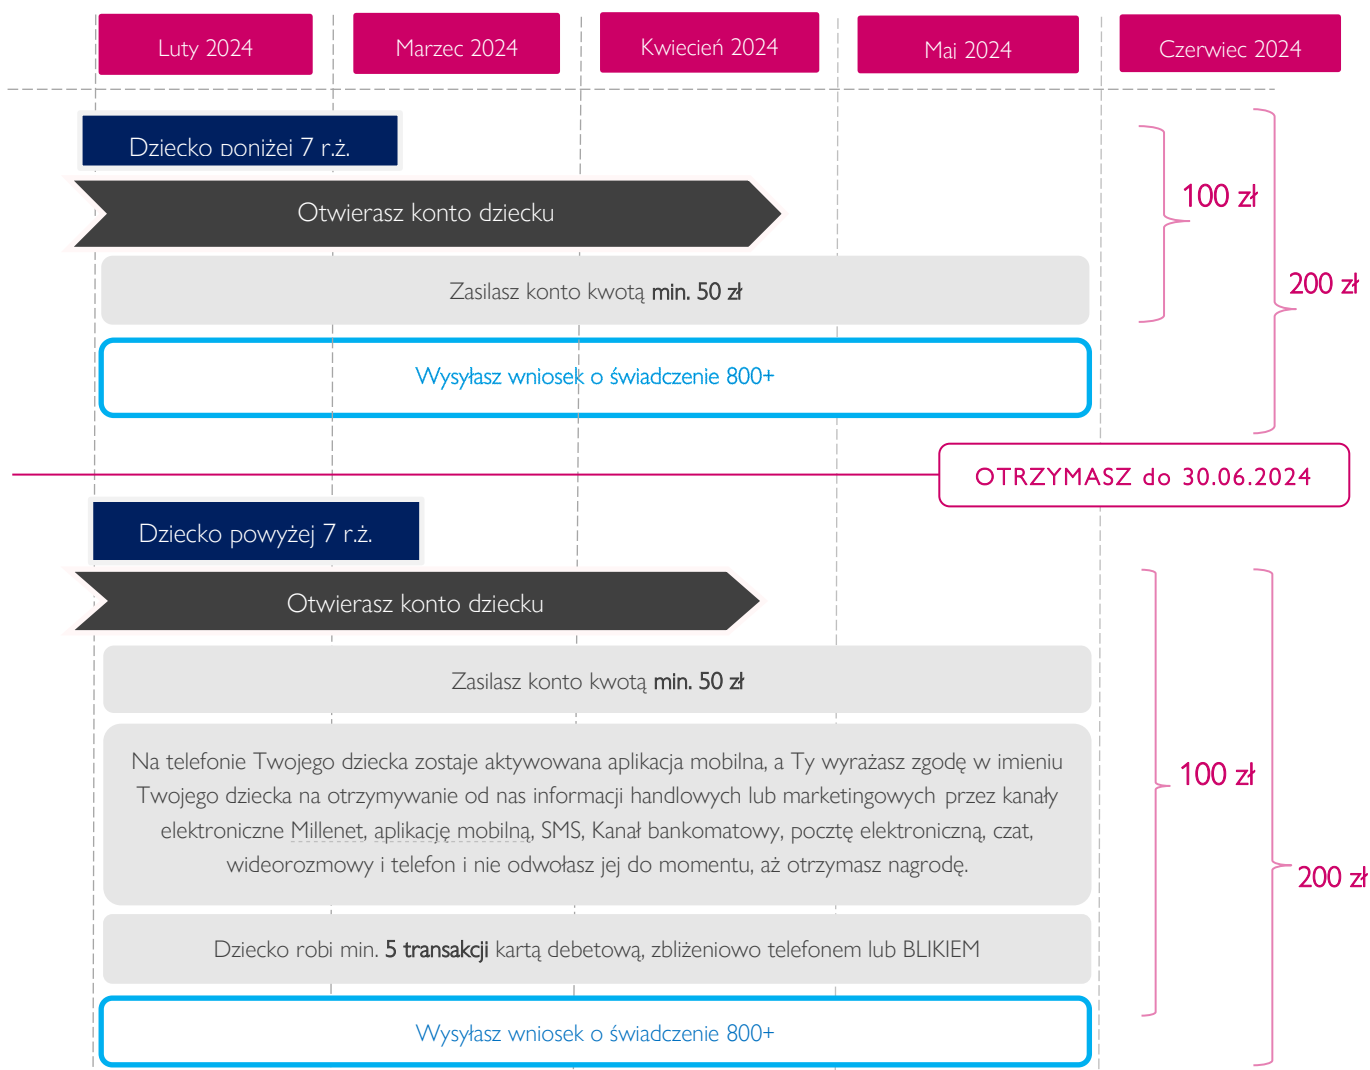 Luty 2024
Marzec 2024
Kwiecień 2024
Mai 2024
Czerwiec 2024
Dziecko poniżej 7 r.ż.
Otwierasz konto dziecku
100 zł
Zasilasz konto kwotą min. 50 zł
200 zł
Wysyłasz wniosek o świadczenie 800+
OTRZYMASZ do 30.06.2024
Dziecko powyżej 7 r.ż.
Otwierasz konto dziecku
Zasilasz konto kwotą min. 50 zł
Na telefonie Twojego dziecka zostaje aktywowana aplikacja mobilna, a Ty wyrażasz zgodę w imieniu
Twojego dziecka na otrzymywanie od nas informacji handlowych lub marketingowych przez kanały
elektroniczne Millenet, aplikację mobilną, SMS, Kanał bankomatowy, pocztę elektroniczną, czat,
wideorozmowy i telefon i nie odwołasz jej do momentu, aż otrzymasz nagrodę.
100 zł
200 zł
Dziecko robi min. 5 transakcji kartą debetową, zbliżeniowo telefonem lub BLIKIEM
Wysyłasz wniosek o świadczenie 800+